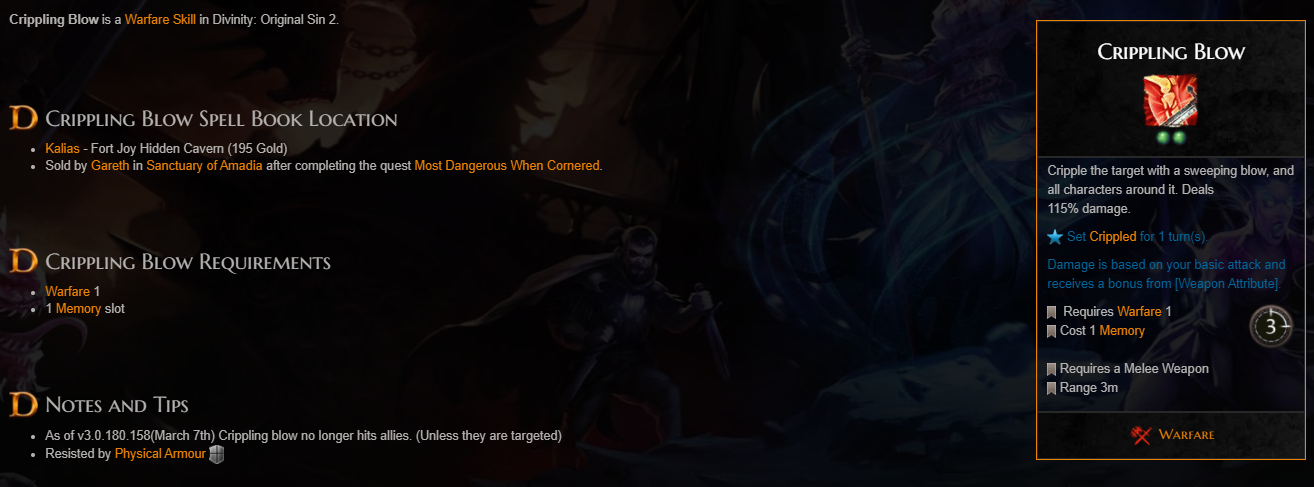 Crippling Blow is a Warfare Skill in Divinity: Original Sin 2.
Crippling Blow Spell Book Location
Kalias - Fort Joy Hidden Cavern (195 Gold)
Sold by Gareth in Sanctuary of Amadia after completing the quest Most Dangerous When Cornered.
Crippling Blow Requirements
Warfare 1
1 Memory slot
Notes and Tips
As of v3.0.180.158(March 7th) Crippling blow no longer hits allies. (Unless they are targeted)
Resisted by Physical Armour
Crippling Blow
Cripple the target with a sweeping blow, and
all characters around it. Deals
115% damage.
Set Crippled for 1 turn(s).
Damage is based on your basic attack and
receives a bonus from [Weapon Attribute].
Requires Warfare 1
Cost 1 Memory
3
Requires a Melee Weapon
Range 3m
Warfare